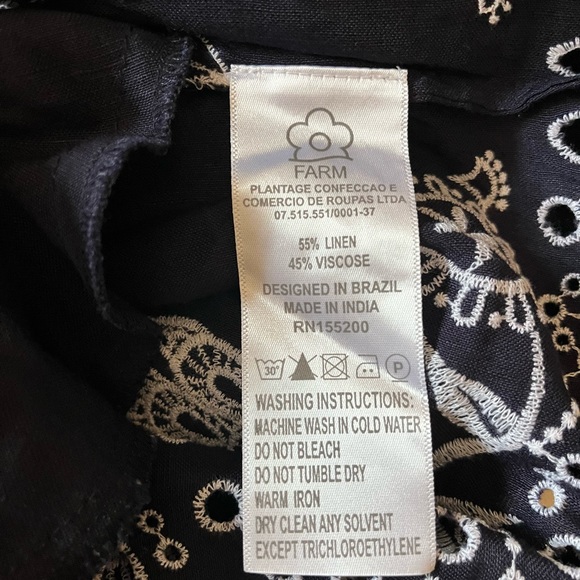 FARM
PLANTAGE CONFECCAO E
COMERCIO DE ROUPAS LTDA
07.515.551/0001-37
55% LINEN
45% VISCOSE
DESIGNED IN BRAZIL
MADE IN INDIA
RN155200
30° P
WASHING INSTRUCTIONS:
MACHINE WASH IN COLD WATER
DO NOT BLEACH
DO NOT TUMBLE DRY
WARM IRON
DRY CLEAN ANY SOLVENT
EXCEPT TRICHLOROETHYLENE